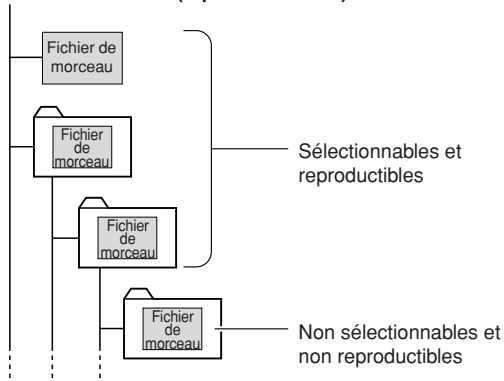 Fichier de
morceau
Fichier
de
morceau
Sélectionnables et
reproductibles
Fichier
de
morceau
Fichier
de
morceau
Non sélectionnables et
non reproductibles